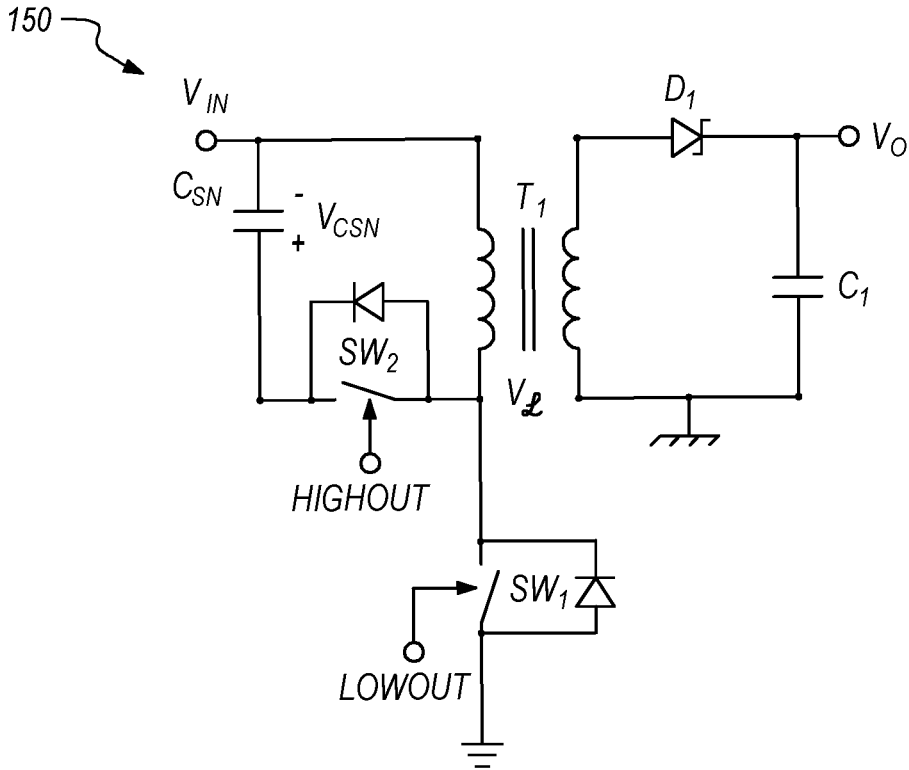 150
V_IN
D_1
V_O
C_SN
-
V_CSN
+
T_1
C_1
SW_2
V_ℒ
HIGHOUT
SW_1
LOWOUT